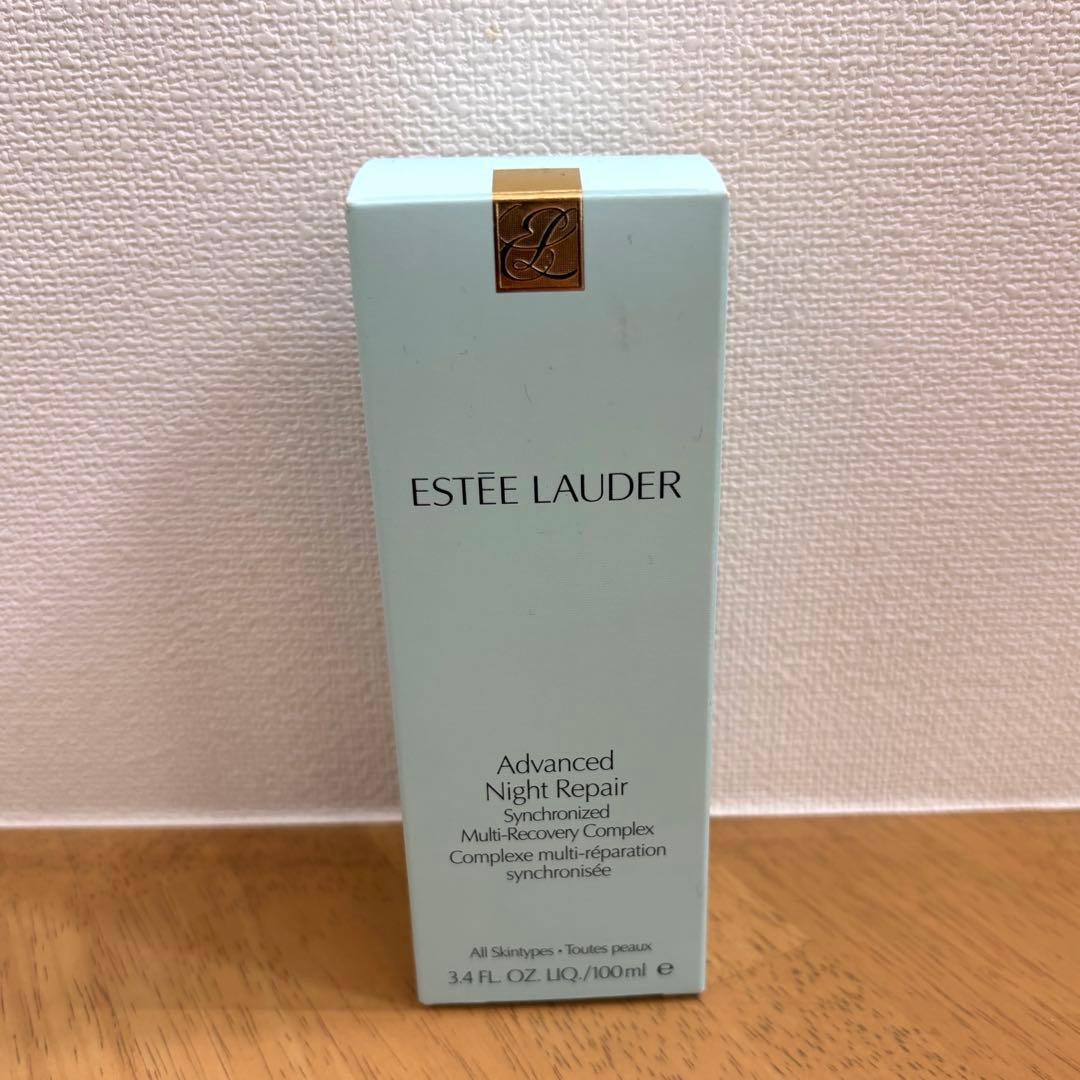 EL
ESTĒE LAUDER
Advanced
Night Repair
Synchronized
Multi-Recovery Complex
Complexe multi-réparation
synchronisée
All Skintypes • Toutes peaux
3.4 FL. OZ. LIQ./100 ml ℮